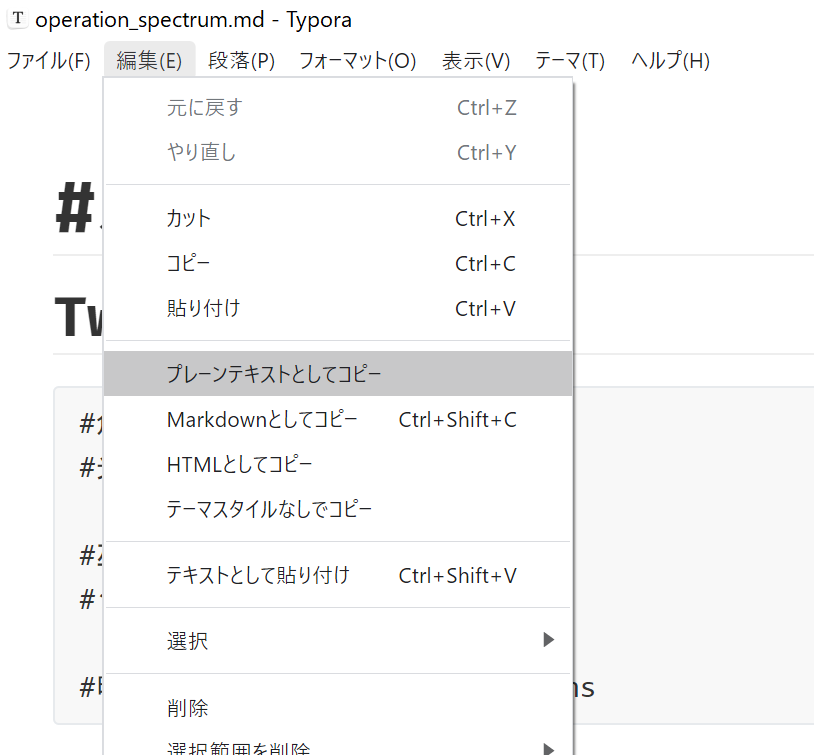 T operation_spectrum.md - Typora
ファイル(F) 編集(E) 段落(P) フォーマット(O) 表示(V) テーマ(T) ヘルプ(H)
元に戻す Ctrl+Z
やり直し Ctrl+Y
#
カット Ctrl+X
コピー Ctrl+C
貼り付け Ctrl+V
プレーンテキストとしてコピー
Markdownとしてコピー Ctrl+Shift+C
HTMLとしてコピー
テーマスタイルなしでコピー
テキストとして貼り付け Ctrl+Shift+V
選択
削除
選択範囲を削除